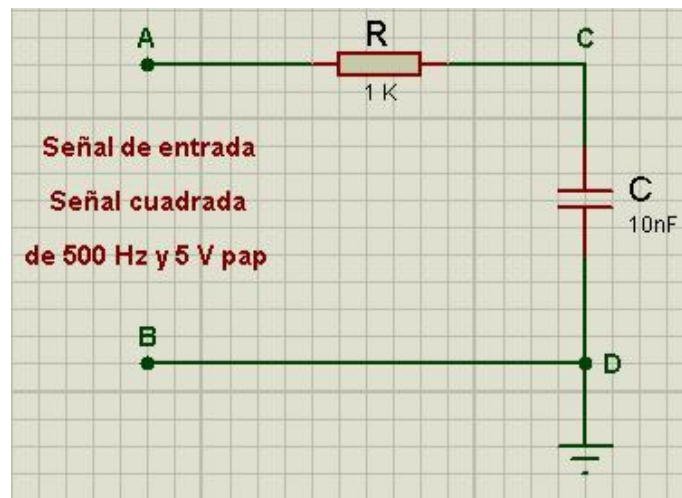 A
R
C
1 K
Señal de entrada
Señal cuadrada
de 500 Hz y 5 V pap
C
10nF
B
D